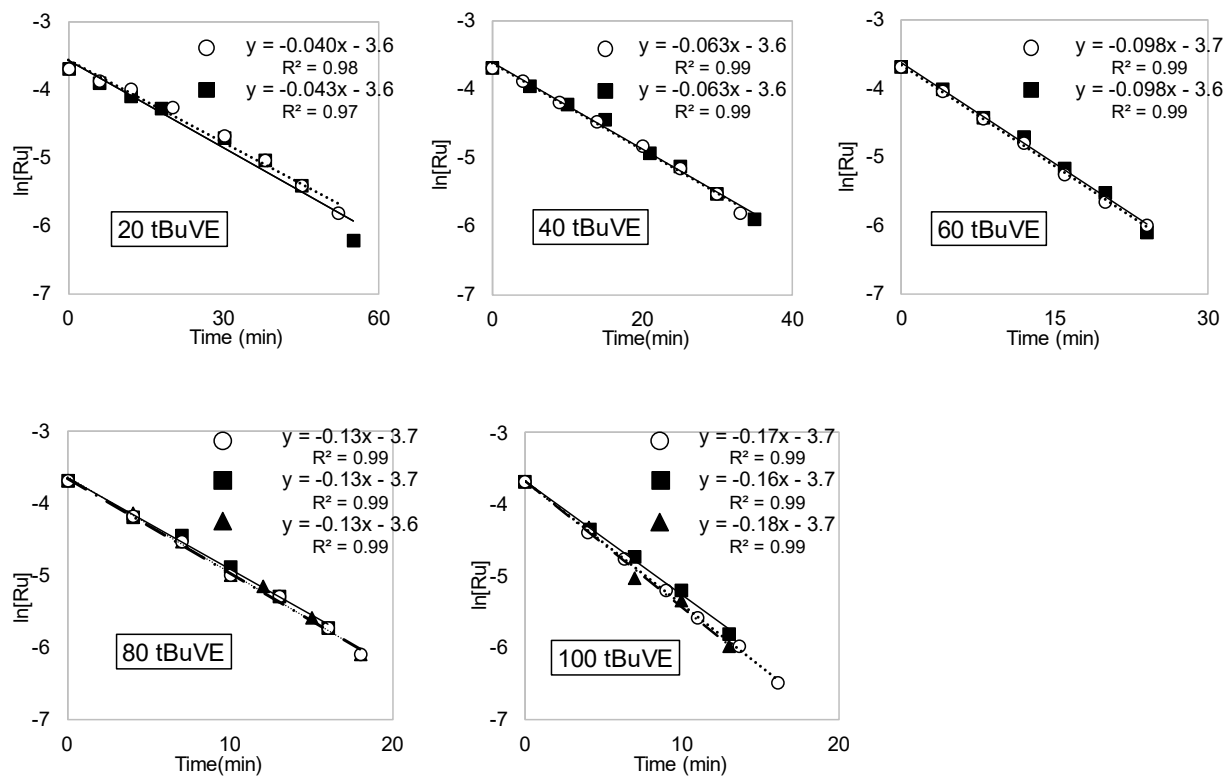 -3
-4
-5
-6
-7
ln[Ru]
y = -0.040x - 3.6
R² = 0.98
y = -0.043x - 3.6
R² = 0.97
20 tBuVE
0 30 60
Time (min)
-3
-4
-5
-6
-7
ln[Ru]
y = -0.063x - 3.6
R² = 0.99
y = -0.063x - 3.6
R² = 0.99
40 tBuVE
0 20 40
Time(min)
-3
-4
-5
-6
-7
ln[Ru]
y = -0.098x - 3.7
R² = 0.99
y = -0.098x - 3.6
R² = 0.99
60 tBuVE
0 15 30
Time (min)
-3
-4
-5
-6
-7
ln[Ru]
y = -0.13x - 3.7
R² = 0.99
y = -0.13x - 3.7
R² = 0.99
y = -0.13x - 3.6
R² = 0.99
80 tBuVE
0 10 20
Time(min)
-3
-4
-5
-6
-7
ln[Ru]
y = -0.17x - 3.7
R² = 0.99
y = -0.16x - 3.7
R² = 0.99
y = -0.18x - 3.7
R² = 0.99
100 tBuVE
0 10 20
Time(min)